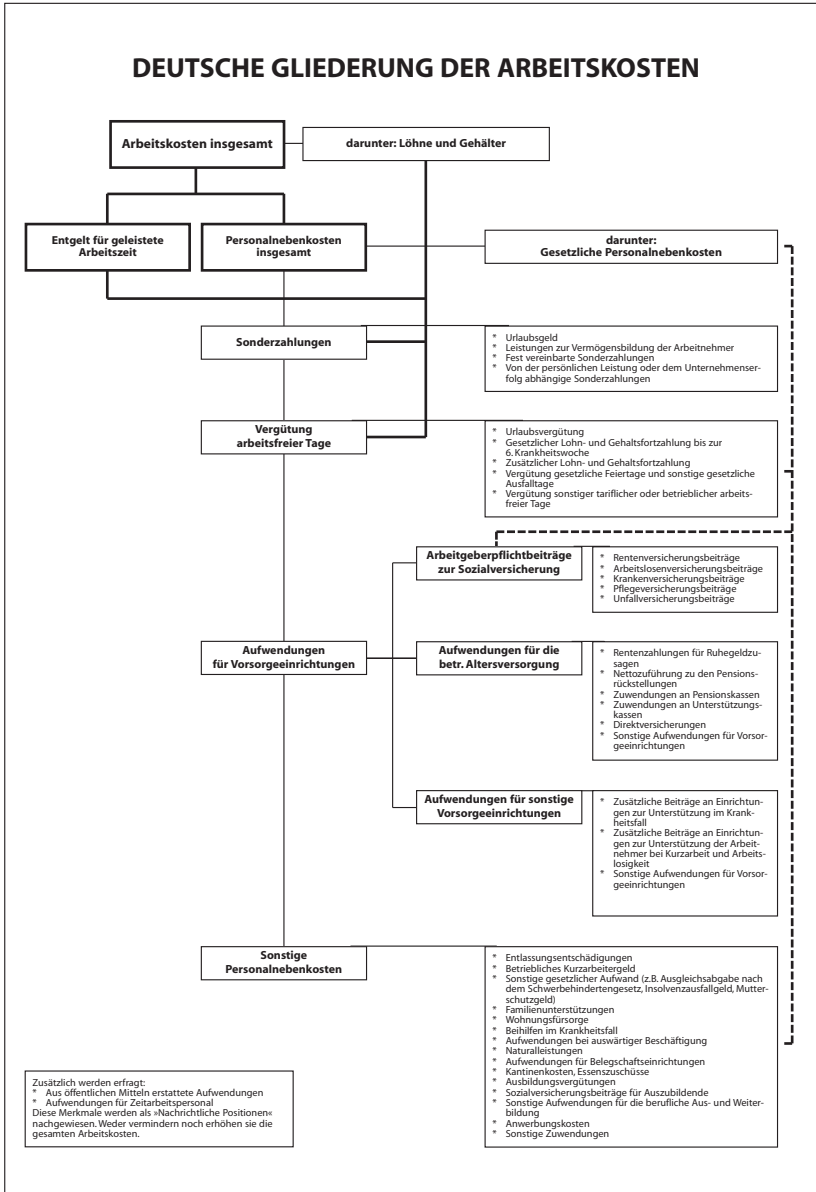 DEUTSCHE GLIEDERUNG DER ARBEITSKOSTEN
Arbeitskosten insgesamt
darunter: Löhne und Gehälter
Entgelt für geleistete
Arbeitszeit
Personalnebenkosten
insgesamt
darunter:
Gesetzliche Personalnebenkosten
Sonderzahlungen
* Urlaubsgeld
* Leistungen zur Vermögensbildung der Arbeitnehmer
* Fest vereinbarte Sonderzahlungen
* Von der persönlichen Leistung oder dem Unternehmenser-
folg abhängige Sonderzahlungen
Vergütung
arbeitsfreier Tage
* Urlaubsvergütung
* Gesetzlicher Lohn- und Gehaltsfortzahlung bis zur
6. Krankheitswoche
* Zusätzlicher Lohn- und Gehaltsfortzahlung
* Vergütung gesetzliche Feiertage und sonstige gesetzliche
Ausfalltage
* Vergütung sonstiger tariflicher oder betrieblicher arbeits-
freier Tage
Arbeitgeberpflichtbeiträge
zur Sozialversicherung
* Rentenversicherungsbeiträge
* Arbeitslosenversicherungsbeiträge
* Krankenversicherungsbeiträge
* Pflegeversicherungsbeiträge
* Unfallversicherungsbeiträge
Aufwendungen
für Vorsorgeeinrichtungen
Aufwendungen für die
betr. Altersversorgung
* Rentenzahlungen für Ruhegeldzu-
sagen
* Nettozuführung zu den Pensions-
rückstellungen
* Zuwendungen an Pensionskassen
* Zuwendungen an Unterstützungs-
kassen
* Direktversicherungen
* Sonstige Aufwendungen für Vorsor-
geeinrichtungen
Aufwendungen für sonstige
Vorsorgeeinrichtungen
* Zusätzliche Beiträge an Einrichtun-
gen zur Unterstützung im Krank-
heitsfall
* Zusätzliche Beiträge an Einrichtun-
gen zur Unterstützung der Arbeit-
nehmer bei Kurzarbeit und Arbeits-
losigkeit
* Sonstige Aufwendungen für Vorsor-
geeinrichtungen
Sonstige
Personalnebenkosten
* Entlassungsentschädigungen
* Betriebliches Kurzarbeitergeld
* Sonstige gesetzlicher Aufwand (z.B. Ausgleichsabgabe nach
dem Schwerbehindertengesetz, Insolvenzausfallgeld, Mutter-
schutzgeld)
* Familienunterstützungen
* Wohnungsfürsorge
* Beihilfen im Krankheitsfall
* Aufwendungen bei auswärtiger Beschäftigung
* Naturalleistungen
* Aufwendungen für Belegschaftseinrichtungen
* Kantinenkosten, Essenszuschüsse
* Ausbildungsvergütungen
* Sozialversicherungsbeiträge für Auszubildende
* Sonstige Aufwendungen für die berufliche Aus- und Weiter-
bildung
* Anwerbungskosten
* Sonstige Zuwendungen
Zusätzlich werden erfragt:
* Aus öffentlichen Mitteln erstattete Aufwendungen
* Aufwendungen für Zeitarbeitspersonal
Diese Merkmale werden als »Nachrichtliche Positionen«
nachgewiesen. Weder vermindern noch erhöhen sie die
gesamten Arbeitskosten.